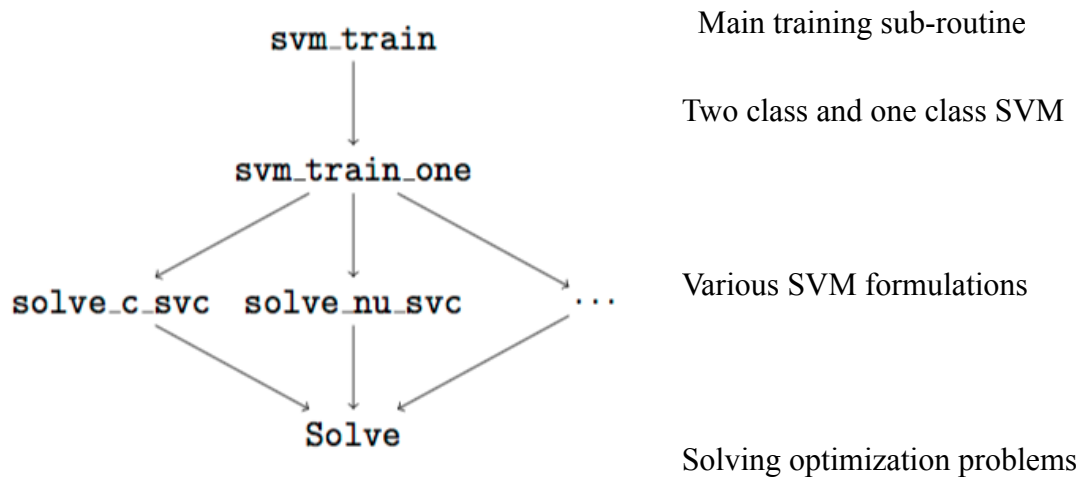 svm_train
Main training sub-routine
Two class and one class SVM
svm_train_one
solve_c_svc
solve_nu_svc
...
Various SVM formulations
Solve
Solving optimization problems